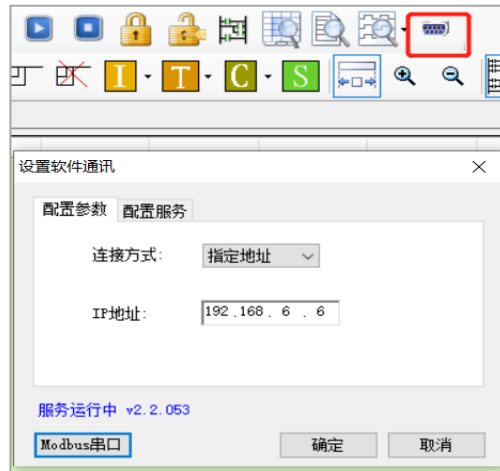 I T C S
设置软件通讯
配置参数 配置服务
连接方式: 指定地址
IP地址: 192.168. 6 . 6
服务运行中 v2.2.053
Modbus串口 确定 取消